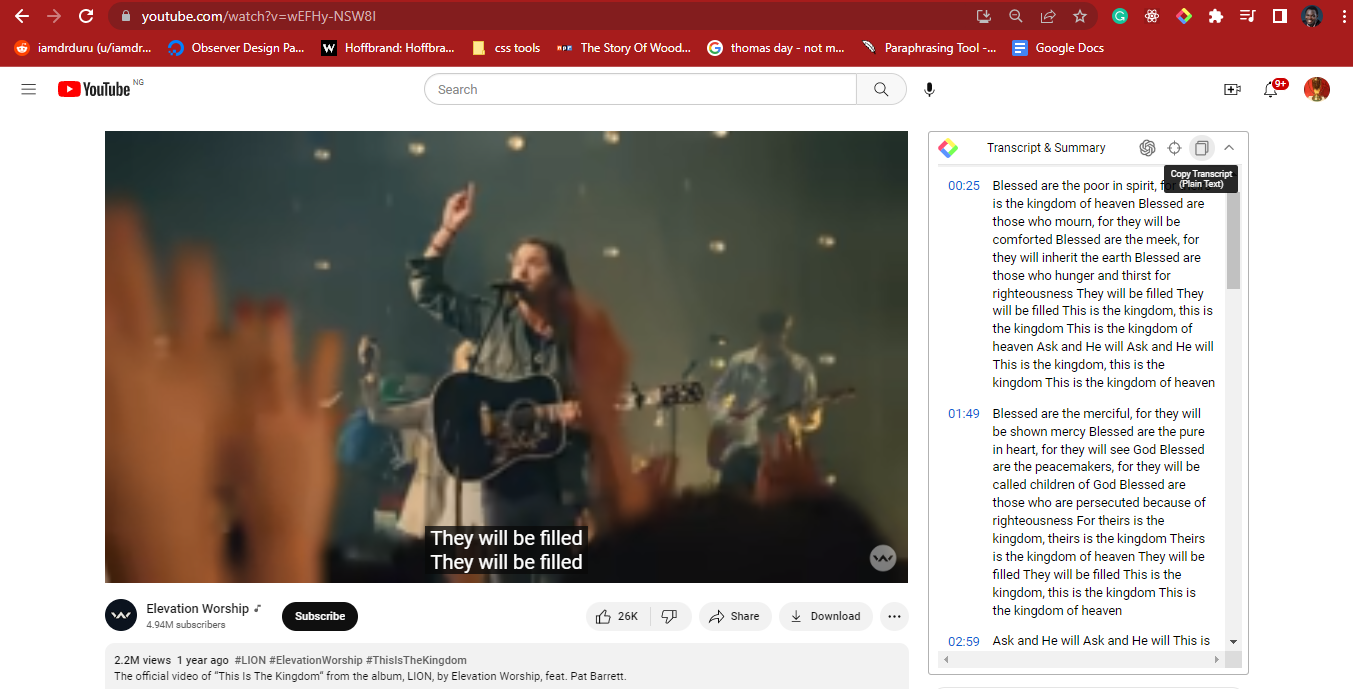 youtube.com/watch?v=wEFHy-NSW8I
iamdrduru (u/iamdr...
Observer Design Pa...
W Hoffbrand: Hoffbra...
css tools
npr The Story Of Wood...
thomas day - not m...
Paraphrasing Tool -...
Google Docs
YouTube NG
Search
9+
They will be filled
They will be filled
Elevation Worship
4.94M subscribers
Subscribe
26K
Share
Download
2.2M views 1 year ago #LION #ElevationWorship #ThisIsTheKingdom
The official video of “This Is The Kingdom” from the album, LION, by Elevation Worship, feat. Pat Barrett.
Transcript & Summary
Copy Transcript
(Plain Text)
00:25 Blessed are the poor in spirit,
is the kingdom of heaven Blessed are
those who mourn, for they will be
comforted Blessed are the meek, for
they will inherit the earth Blessed are
those who hunger and thirst for
righteousness They will be filled They
will be filled This is the kingdom, this is
the kingdom This is the kingdom of
heaven Ask and He will Ask and He will
This is the kingdom, this is the
kingdom This is the kingdom of heaven
01:49 Blessed are the merciful, for they will
be shown mercy Blessed are the pure
in heart, for they will see God Blessed
are the peacemakers, for they will be
called children of God Blessed are
those who are persecuted because of
righteousness For theirs is the
kingdom, theirs is the kingdom Theirs
is the kingdom of heaven They will be
filled They will be filled This is the
kingdom, this is the kingdom This is
the kingdom of heaven
02:59 Ask and He will Ask and He will This is